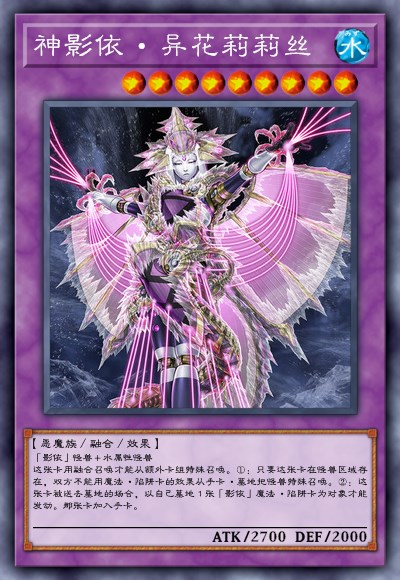 神影依·异花莉莉丝
水
【恶魔族/融合/效果】
「影依」怪兽+水属性怪兽
这张卡用融合召唤才能从额外卡组特殊召唤。①：只要这张卡在怪兽区域存
在，双方不能用魔法·陷阱卡的效果从手卡·墓地把怪兽特殊召唤。②：这
张卡被送去墓地的场合，以自己墓地1张「影依」魔法·陷阱卡为对象才能
发动。那张卡加入手卡。
ATK/2700 DEF/2000